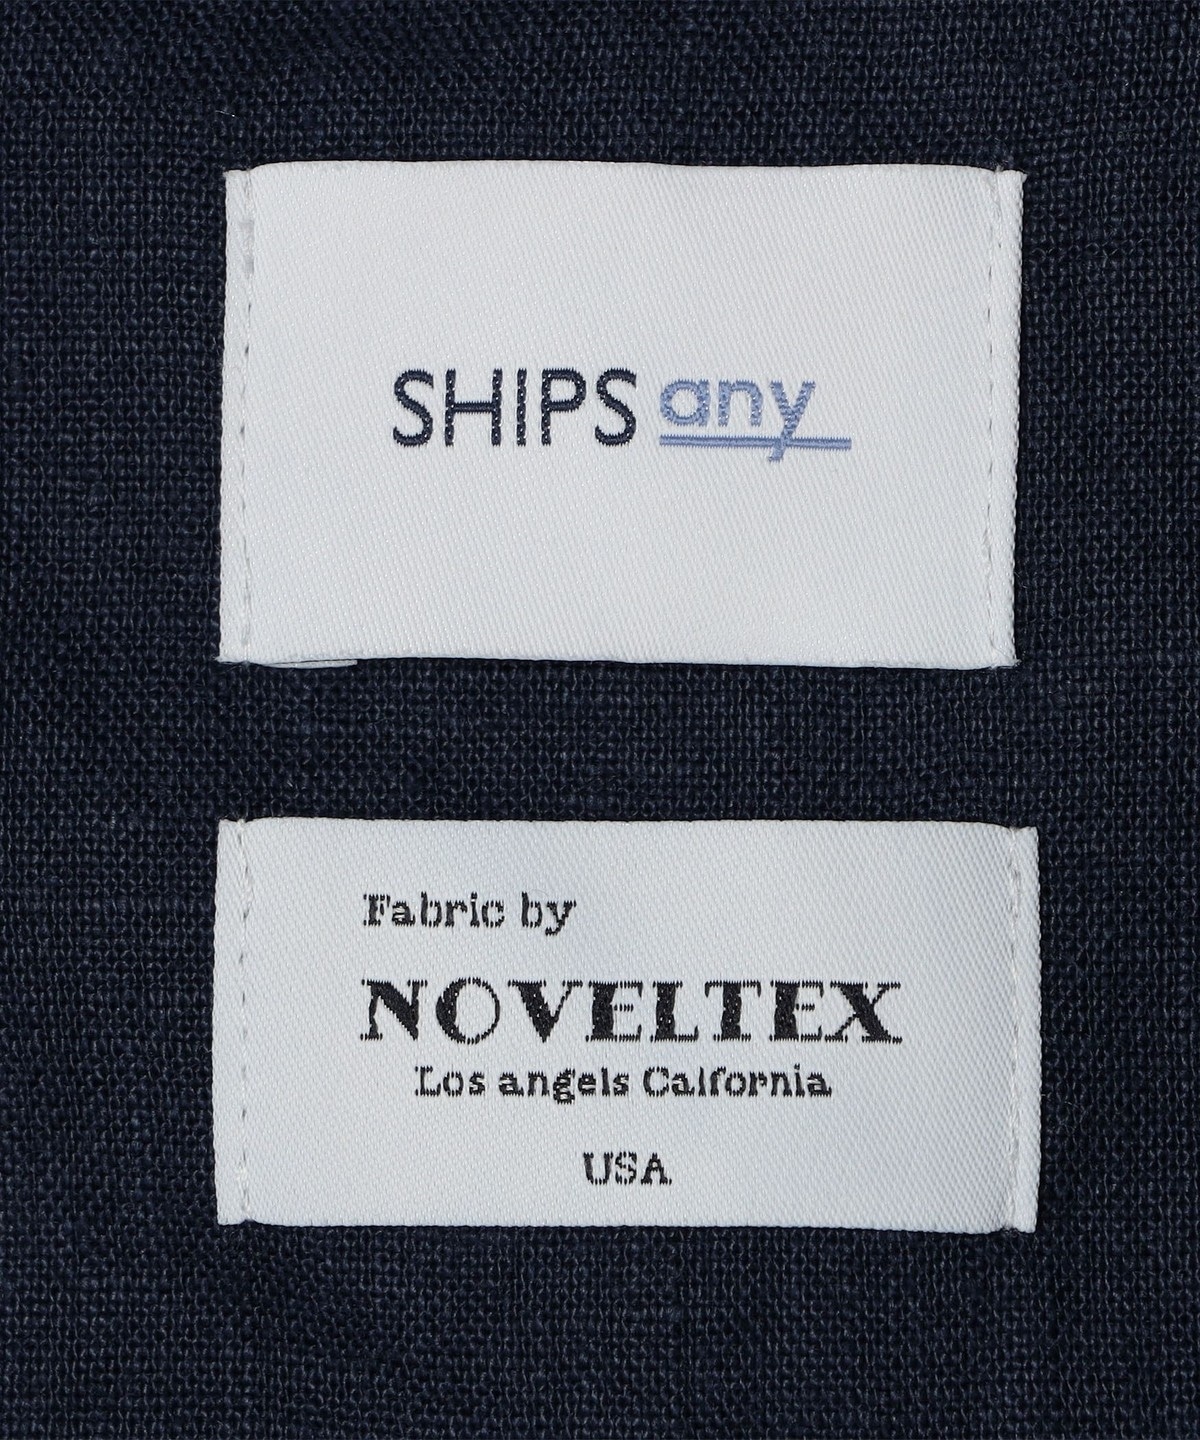 SHIPS any
Fabric by
NOVELTEX
Los angels Calfornia
USA